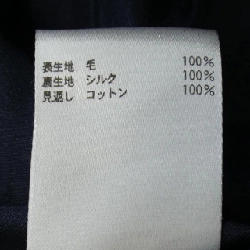 表生地 毛 100%
裏生地 シルク 100%
見返し コットン 100%